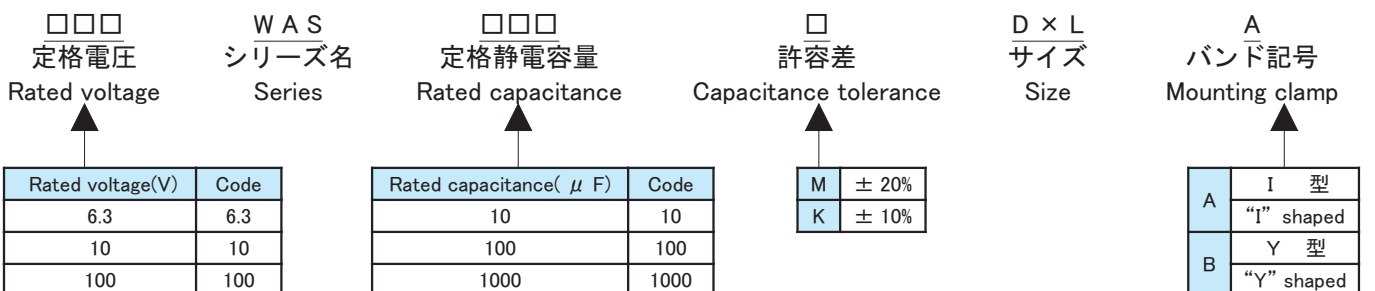 □□□ WAS □□□ □ D × L A
定格電圧 シリーズ名 定格静電容量 許容差 サイズ バンド記号
Rated voltage Series Rated capacitance Capacitance tolerance Size Mounting clamp
Rated voltage(V) Code
6.3 6.3
10 10
100 100
Rated capacitance( μ F) Code
10 10
100 100
1000 1000
M ± 20%
K ± 10%
A I 型
“I” shaped
B Y 型
“Y” shaped